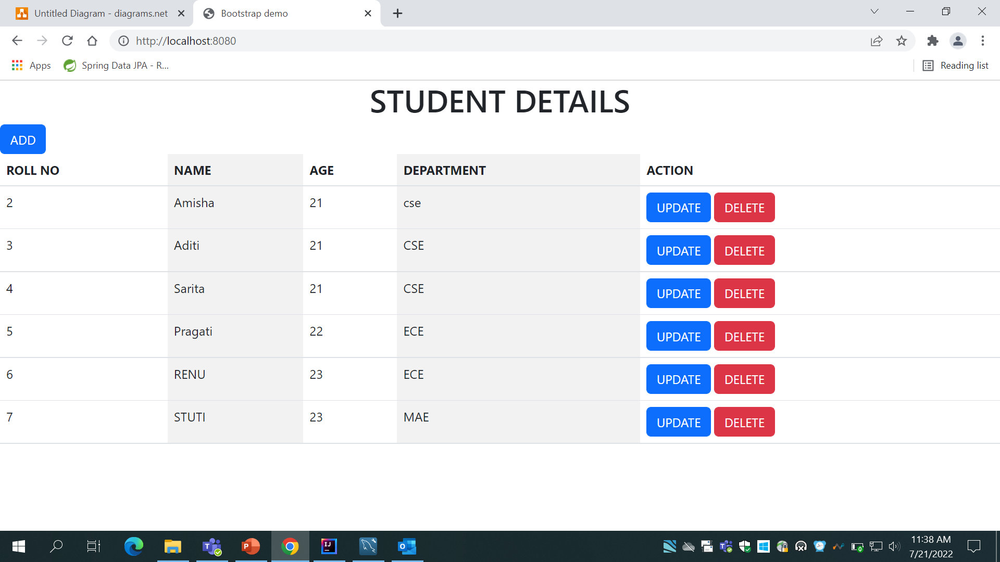 Untitled Diagram - diagrams.net
Bootstrap demo
http://localhost:8080
Apps
Spring Data JPA - R...
Reading list
STUDENT DETAILS
ADD
ROLL NO NAME AGE DEPARTMENT ACTION
2 Amisha 21 cse UPDATE DELETE
3 Aditi 21 CSE UPDATE DELETE
4 Sarita 21 CSE UPDATE DELETE
5 Pragati 22 ECE UPDATE DELETE
6 RENU 23 ECE UPDATE DELETE
7 STUTI 23 MAE UPDATE DELETE
11:38 AM
7/21/2022